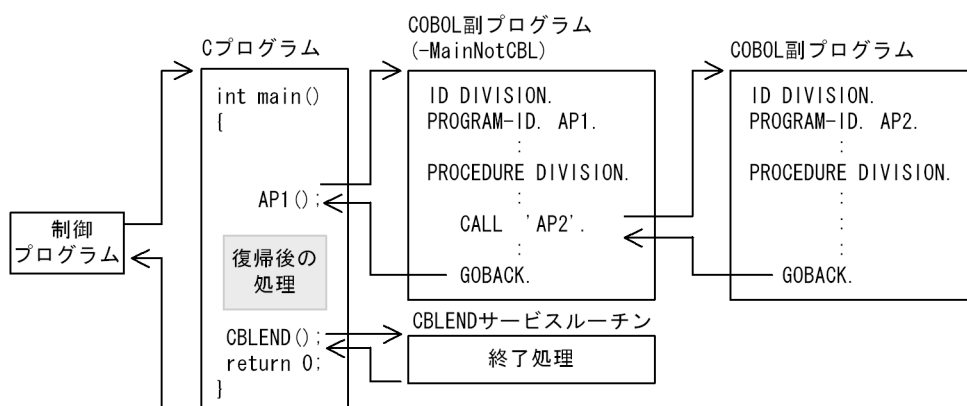 制御
プログラム
Cプログラム
int main()
{
AP1();
復帰後の
処理
CBLEND();
return 0;
}
COBOL副プログラム
(-MainNotCBL)
ID DIVISION.
PROGRAM-ID. AP1.
:
PROCEDURE DIVISION.
:
CALL 'AP2'.
:
GOBACK.
CBLENDサービスルーチン
終了処理
COBOL副プログラム
ID DIVISION.
PROGRAM-ID. AP2.
:
PROCEDURE DIVISION.
:
:
:
GOBACK.